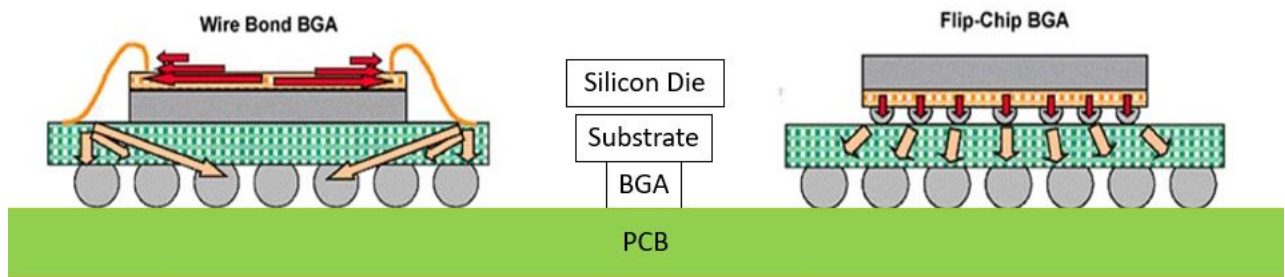 Wire Bond BGA
Flip-Chip BGA
Silicon Die
Substrate
BGA
PCB